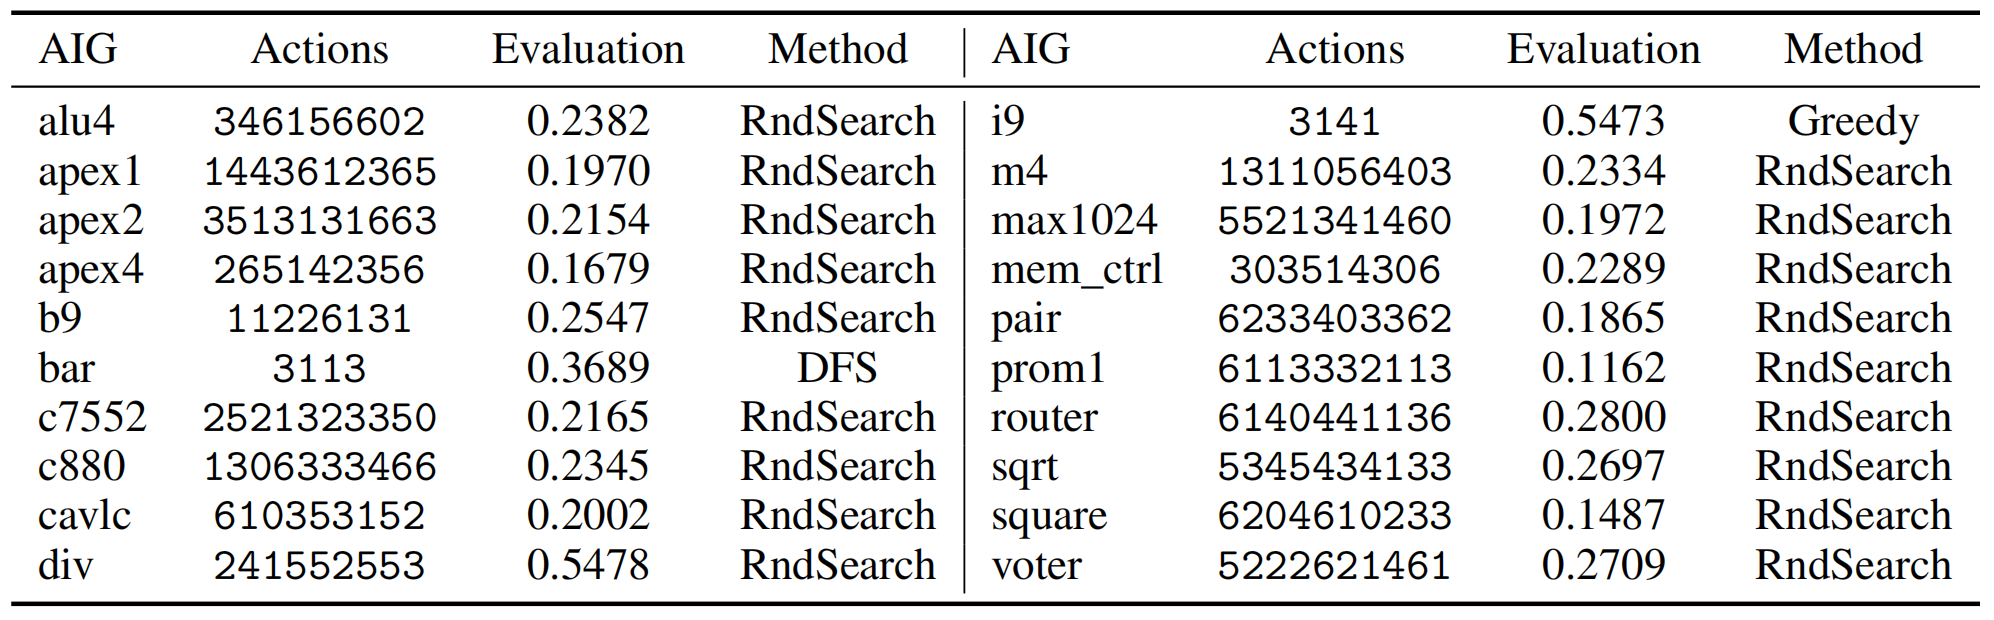 AIG Actions Evaluation Method AIG Actions Evaluation Method
alu4 346156602 0.2382 RndSearch i9 3141 0.5473 Greedy
apex1 1443612365 0.1970 RndSearch m4 1311056403 0.2334 RndSearch
apex2 3513131663 0.2154 RndSearch max1024 5521341460 0.1972 RndSearch
apex4 265142356 0.1679 RndSearch mem_ctrl 303514306 0.2289 RndSearch
b9 11226131 0.2547 RndSearch pair 6233403362 0.1865 RndSearch
bar 3113 0.3689 DFS prom1 6113332113 0.1162 RndSearch
c7552 2521323350 0.2165 RndSearch router 6140441136 0.2800 RndSearch
c880 1306333466 0.2345 RndSearch sqrt 5345434133 0.2697 RndSearch
cavlc 610353152 0.2002 RndSearch square 6204610233 0.1487 RndSearch
div 241552553 0.5478 RndSearch voter 5222621461 0.2709 RndSearch